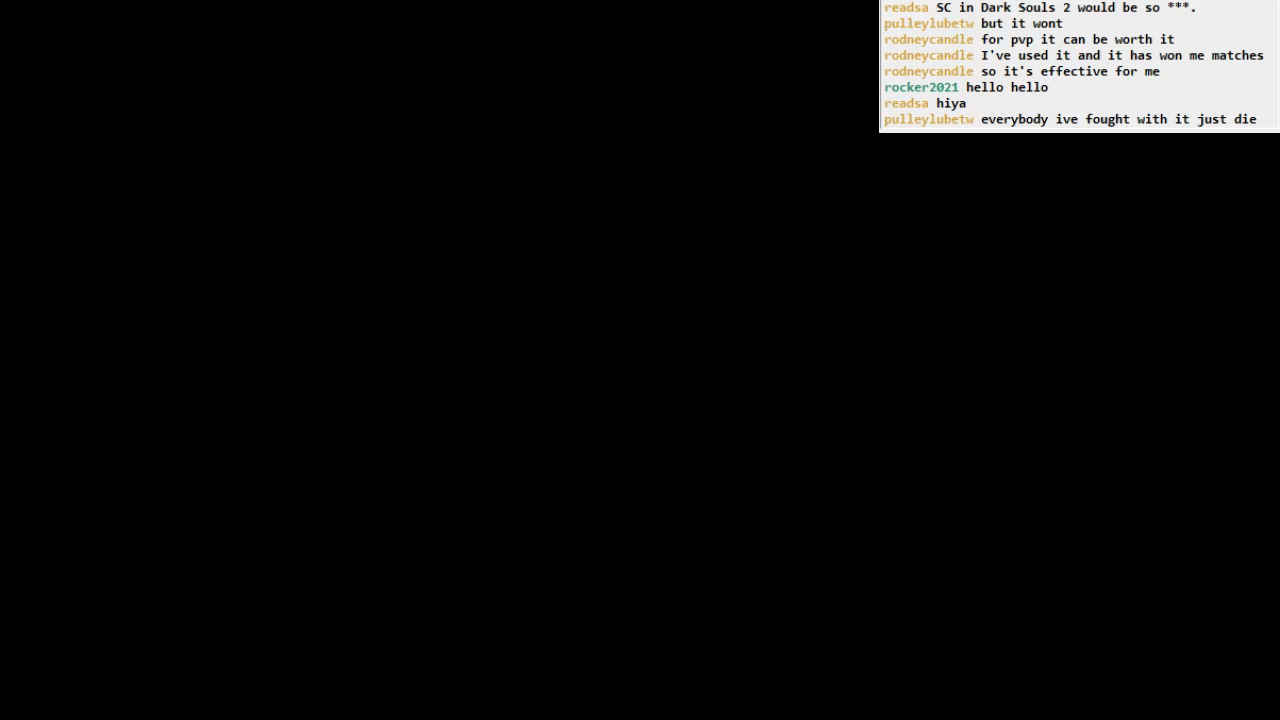 readsa SC in Dark Souls 2 would be so ***.
pulleylubetw but it wont
rodneycandle for pvp it can be worth it
rodneycandle I've used it and it has won me matches
rodneycandle so it's effective for me
rocker2021 hello hello
readsa hiya
pulleylubetw everybody ive fought with it just die